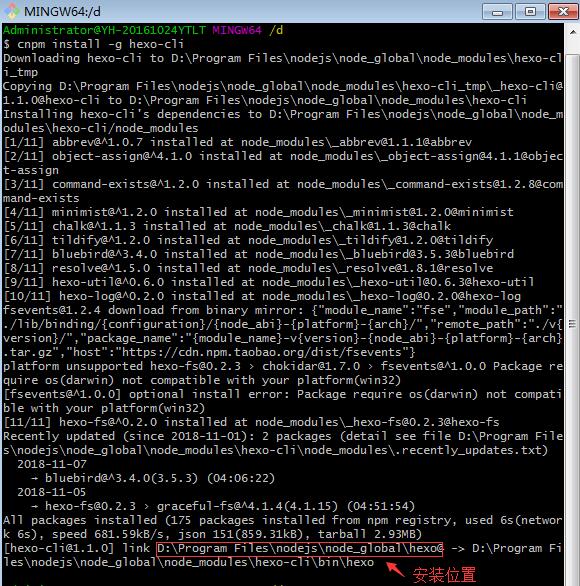 MINGW64:/d
Administrator@YH-20161024YTLT MINGW64 /d
$ cnpm install -g hexo-cli
Downloading hexo-cli to D:\Program Files\nodejs\node_global\node_modules\hexo-cl
i_tmp
Copying D:\Program Files\nodejs\node_global\node_modules\hexo-cli_tmp\_hexo-cli@
1.1.0@hexo-cli to D:\Program Files\nodejs\node_global\node_modules\hexo-cli
Installing hexo-cli's dependencies to D:\Program Files\nodejs\node_global\node_m
odules\hexo-cli/node_modules
[1/11] abbrev@^1.0.7 installed at node_modules\_abbrev@1.1.1@abbrev
[2/11] object-assign@^4.1.0 installed at node_modules\_object-assign@4.1.1@objec
t-assign
[3/11] command-exists@^1.2.0 installed at node_modules\_command-exists@1.2.8@com
mand-exists
[4/11] minimist@^1.2.0 installed at node_modules\_minimist@1.2.0@minimist
[5/11] chalk@^1.1.3 installed at node_modules\_chalk@1.1.3@chalk
[6/11] tildify@^1.2.0 installed at node_modules\_tildify@1.2.0@tildify
[7/11] bluebird@^3.4.0 installed at node_modules\_bluebird@3.5.3@bluebird
[8/11] resolve@^1.5.0 installed at node_modules\_resolve@1.8.1@resolve
[9/11] hexo-util@^0.6.0 installed at node_modules\_hexo-util@0.6.3@hexo-util
[10/11] hexo-log@^0.2.0 installed at node_modules\_hexo-log@0.2.0@hexo-log
fsevents@1.2.4 download from binary mirror: {"module_name":"fse","module_path":"
./lib/binding/{configuration}/{node_abi}-{platform}-{arch}/","remote_path":"./v{
version}/","package_name":"{module_name}-v{version}-{node_abi}-{platform}-{arch}
.tar.gz","host":"https://cdn.npm.taobao.org/dist/fsevents"}
platform unsupported hexo-fs@0.2.3 › chokidar@1.7.0 › fsevents@^1.0.0 Package re
quire os(darwin) not compatible with your platform(win32)
[fsevents@^1.0.0] optional install error: Package require os(darwin) not compati
ble with your platform(win32)
[11/11] hexo-fs@^0.2.0 installed at node_modules\_hexo-fs@0.2.3@hexo-fs
Recently updated (since 2018-11-01): 2 packages (detail see file D:\Program File
s\nodejs\node_global\node_modules\hexo-cli\node_modules\.recently_updates.txt)
2018-11-07
→ bluebird@^3.4.0(3.5.3) (04:06:22)
2018-11-05
→ hexo-fs@0.2.3 › graceful-fs@^4.1.4(4.1.15) (04:51:54)
All packages installed (175 packages installed from npm registry, used 6s(networ
k 6s), speed 681.59kB/s, json 151(859.31kB), tarball 2.93MB)
[hexo-cli@1.1.0] link D:\Program Files\nodejs\node_global\hexo@ -> D:\Program Fi
les\nodejs\node_global\node_modules\hexo-cli\bin\hexo
安装位置